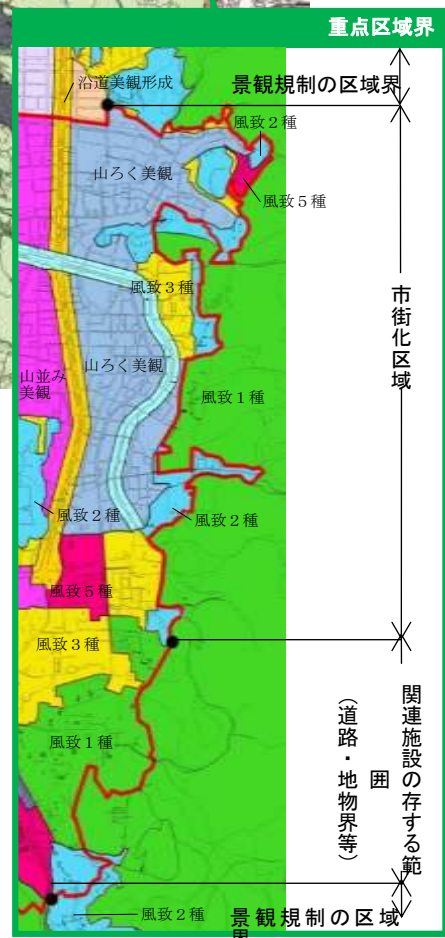 重点区域界
沿道美観形成
景観規制の区域界
風致２種
山ろく美観
風致５種
風致３種
市街化区域
山ろく美観
山並み
美観
風致１種
風致２種
風致２種
風致５種
風致３種
関連施設の存する範
囲
（道路・地物界等）
風致１種
風致２種
景観規制の区域
界